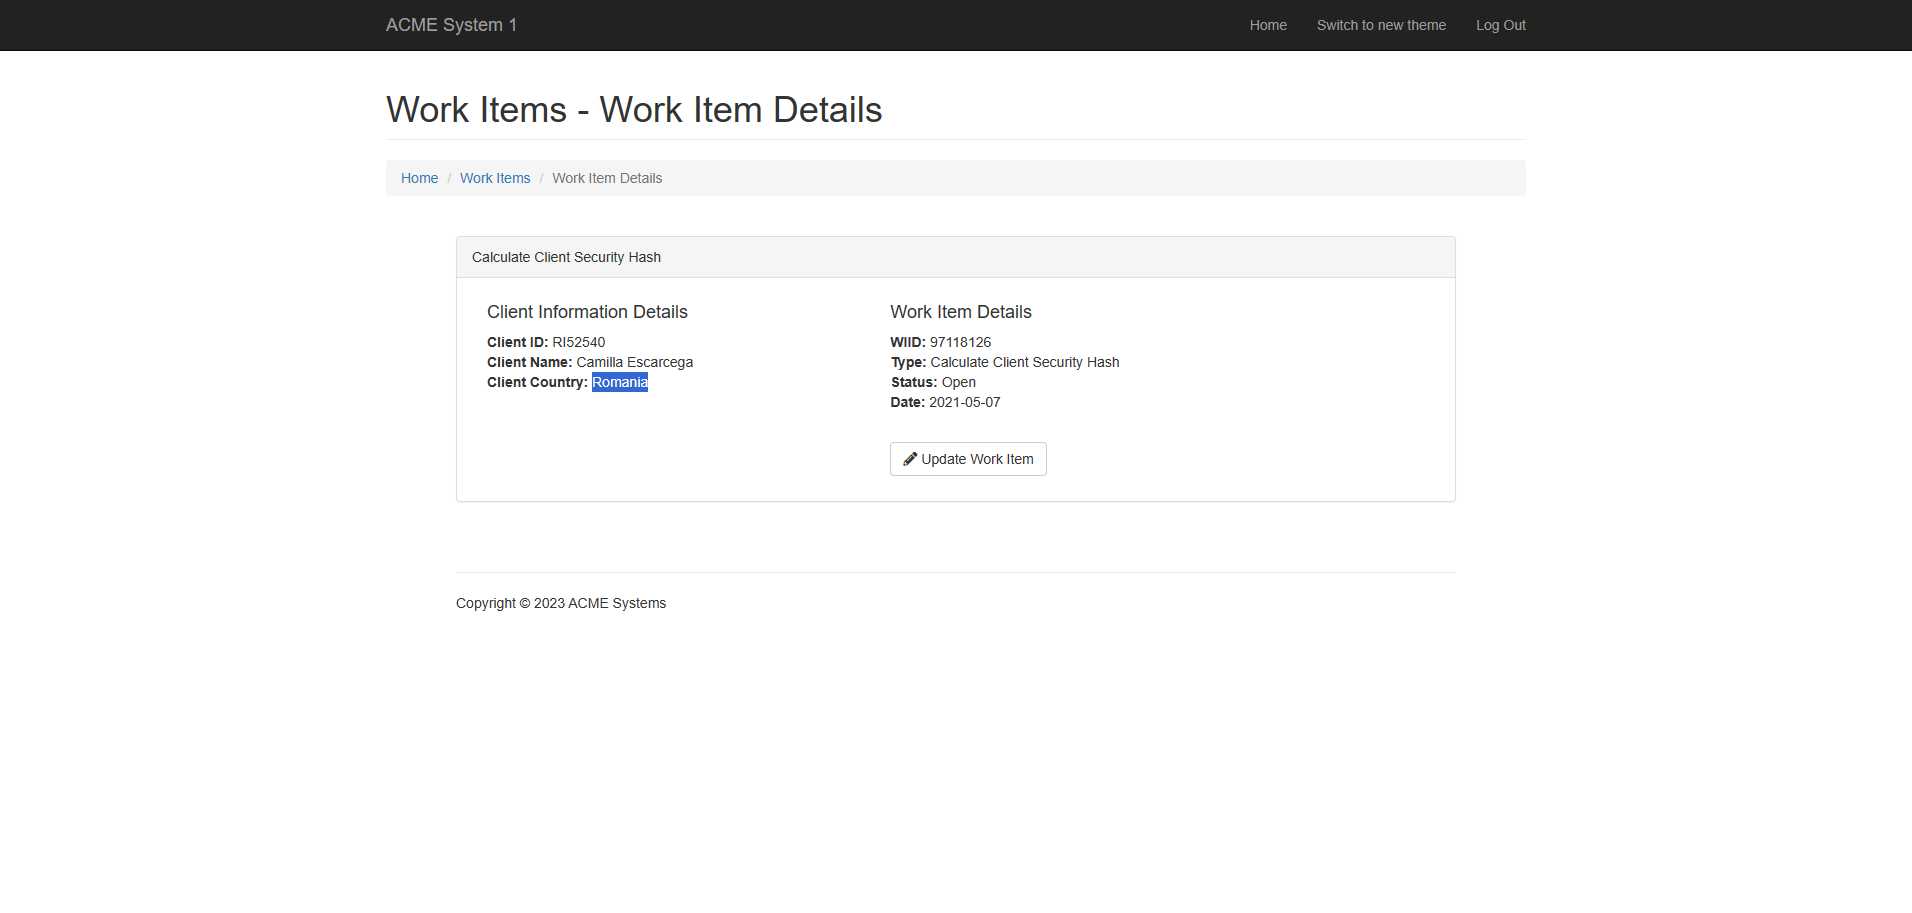 ACME System 1
Home
Switch to new theme
Log Out
Work Items - Work Item Details
Home / Work Items / Work Item Details
Calculate Client Security Hash
Client Information Details
Client ID: RI52540
Client Name: Camilla Escarcega
Client Country: Romania
Work Item Details
WIID: 97118126
Type: Calculate Client Security Hash
Status: Open
Date: 2021-05-07
Update Work Item
Copyright © 2023 ACME Systems